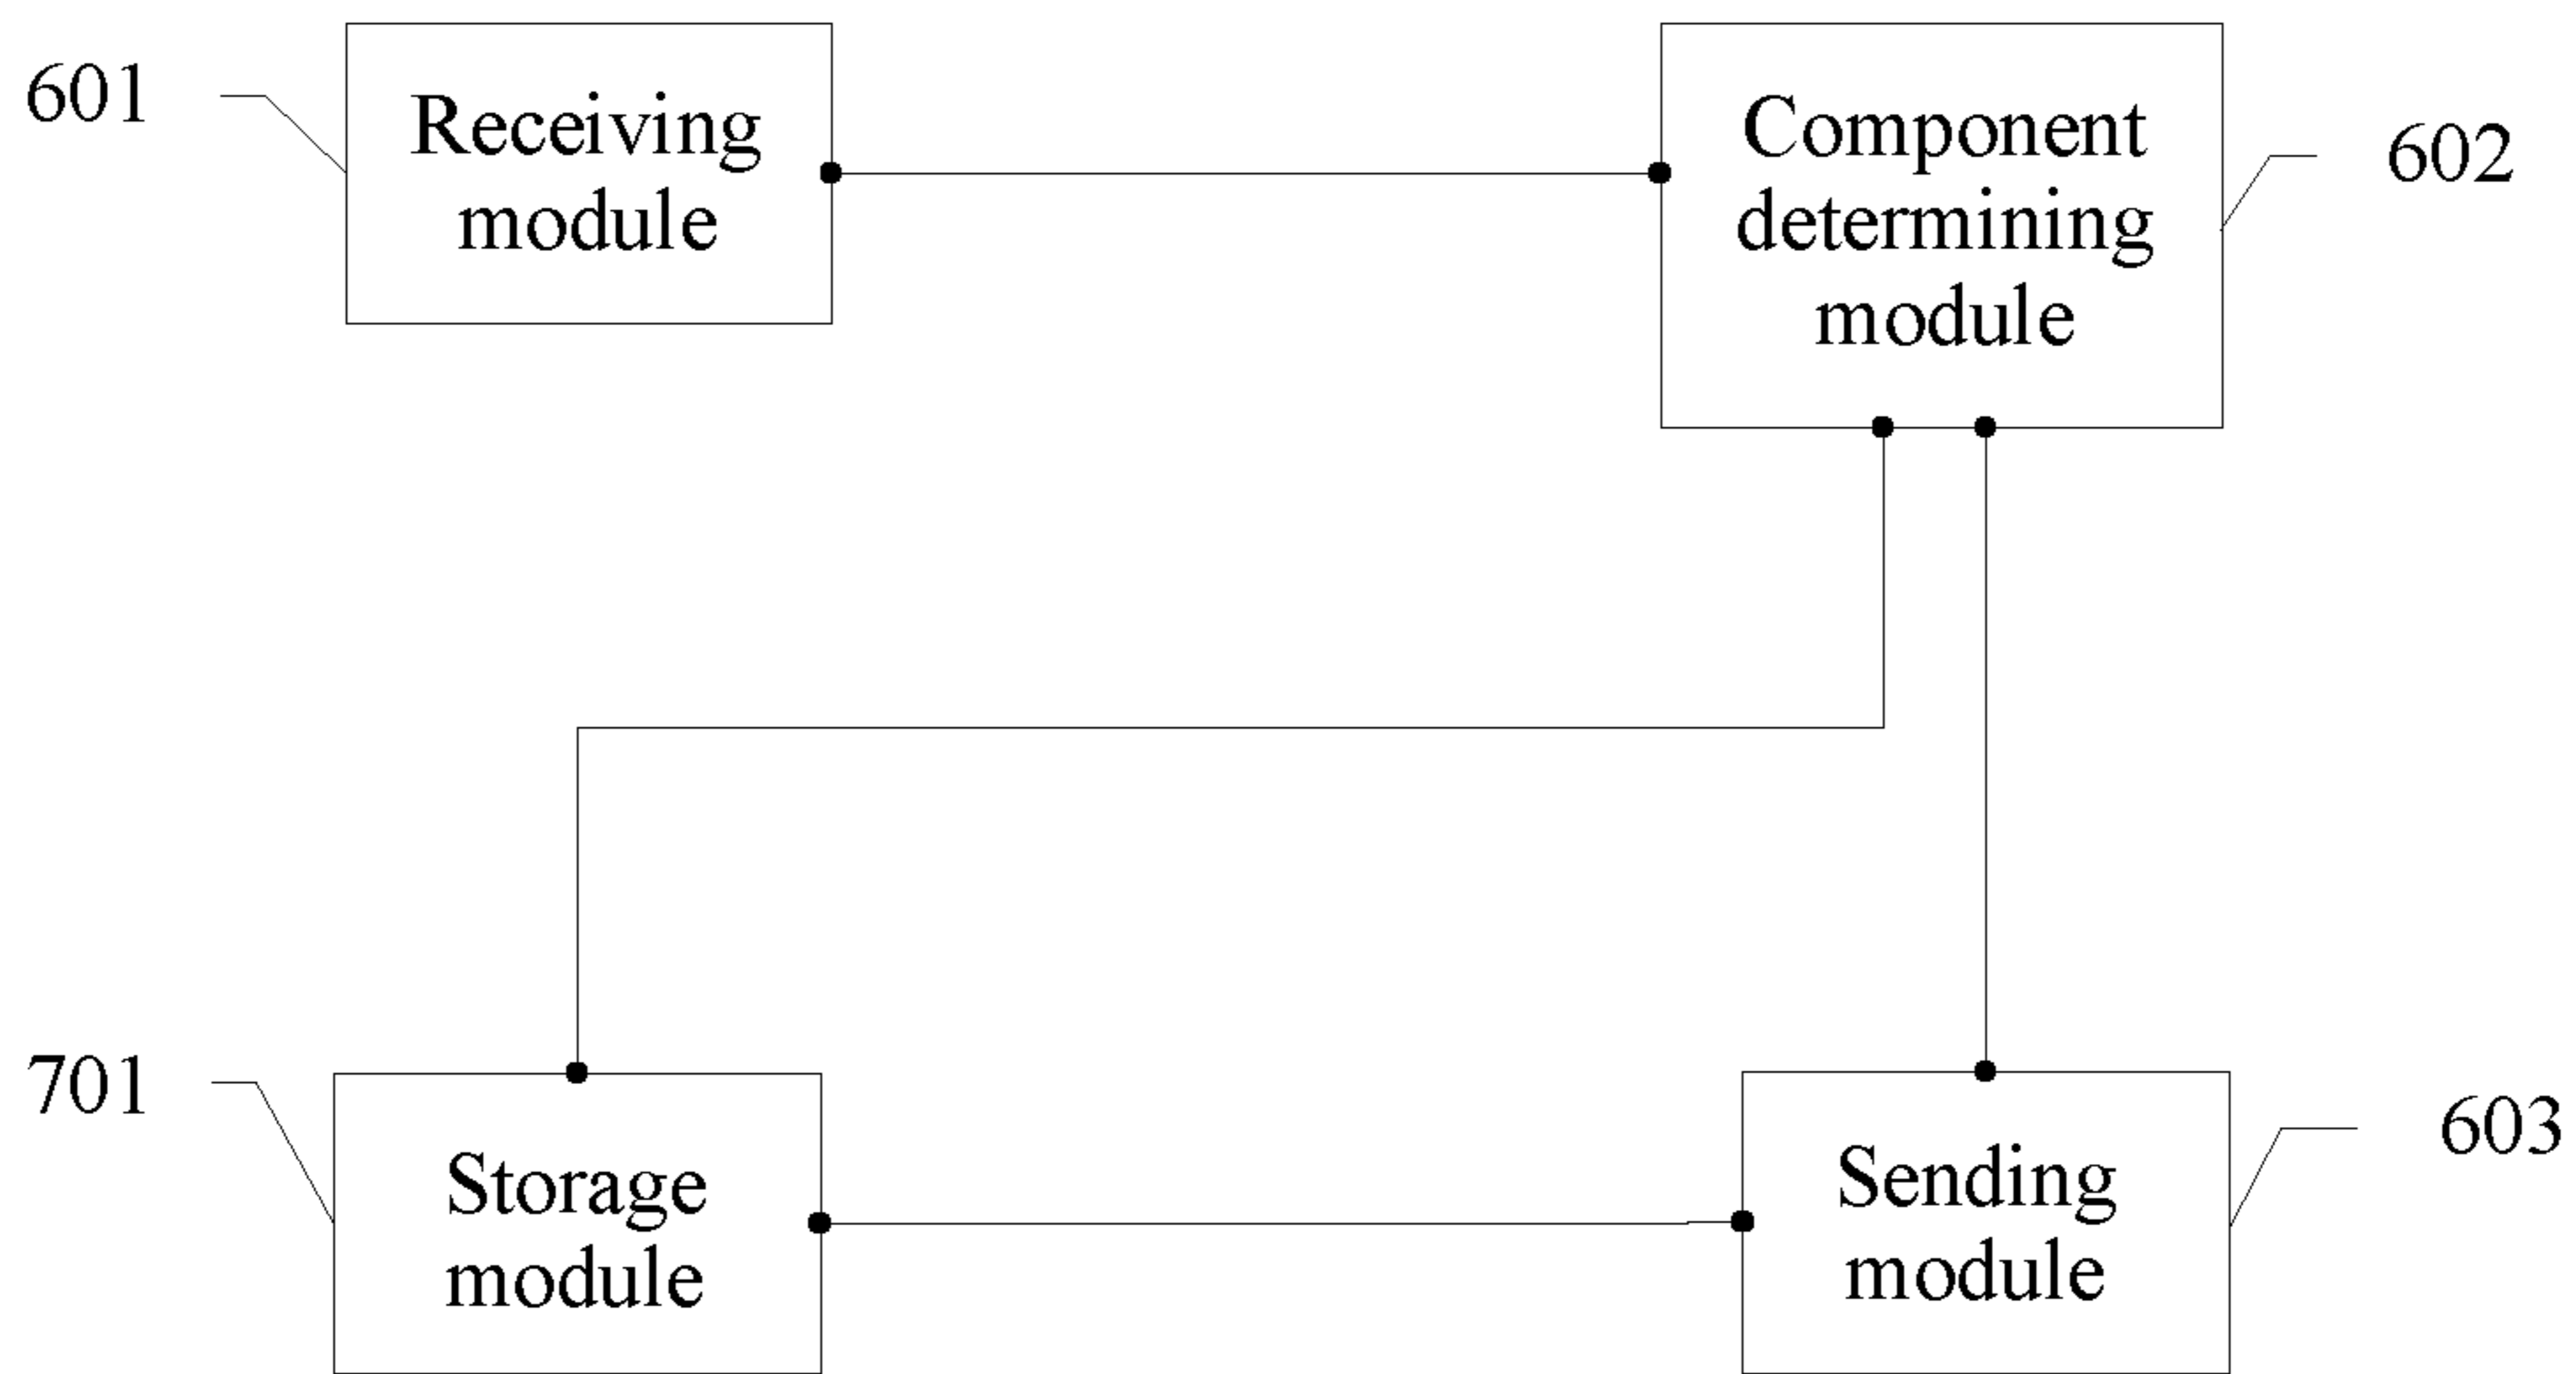 601
Receiving
module
Component
determining
module
602
701
Storage
module
Sending
module
603